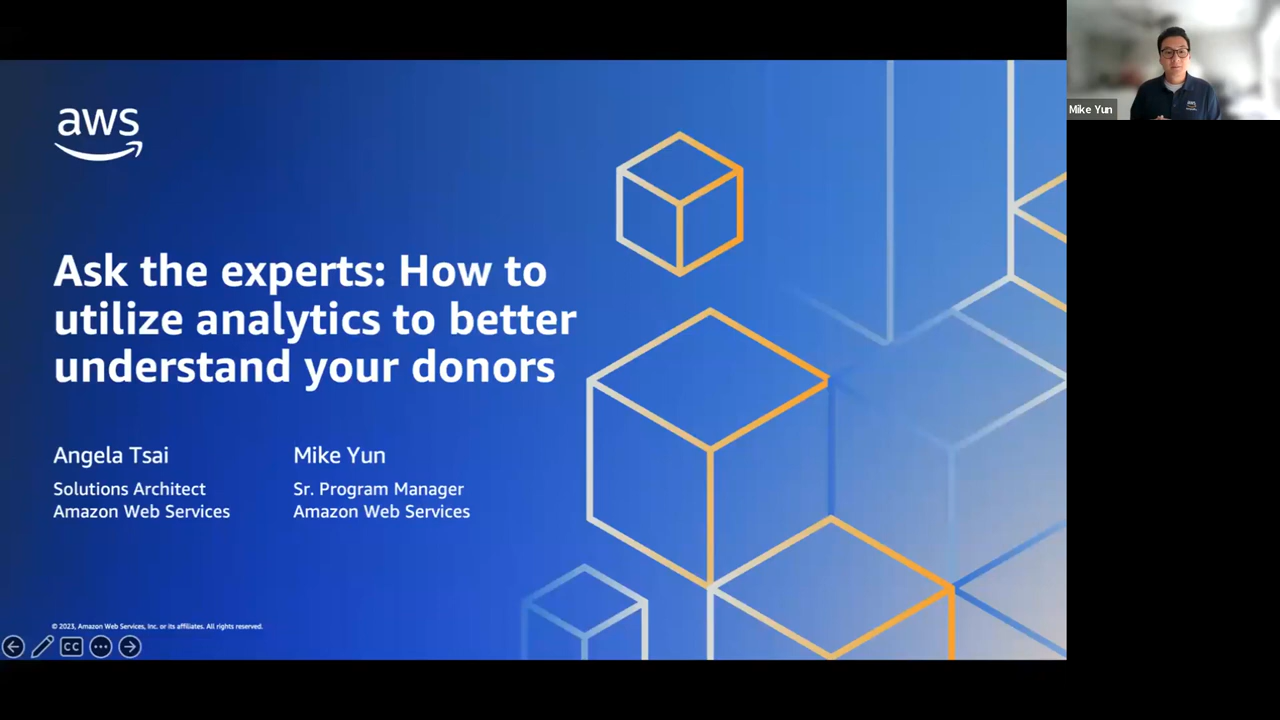 aws
Ask the experts: How to
utilize analytics to better
understand your donors
Angela Tsai
Solutions Architect
Amazon Web Services
Mike Yun
Sr. Program Manager
Amazon Web Services
© 2023, Amazon Web Services, Inc. or its affiliates. All rights reserved.
CC
Mike Yun